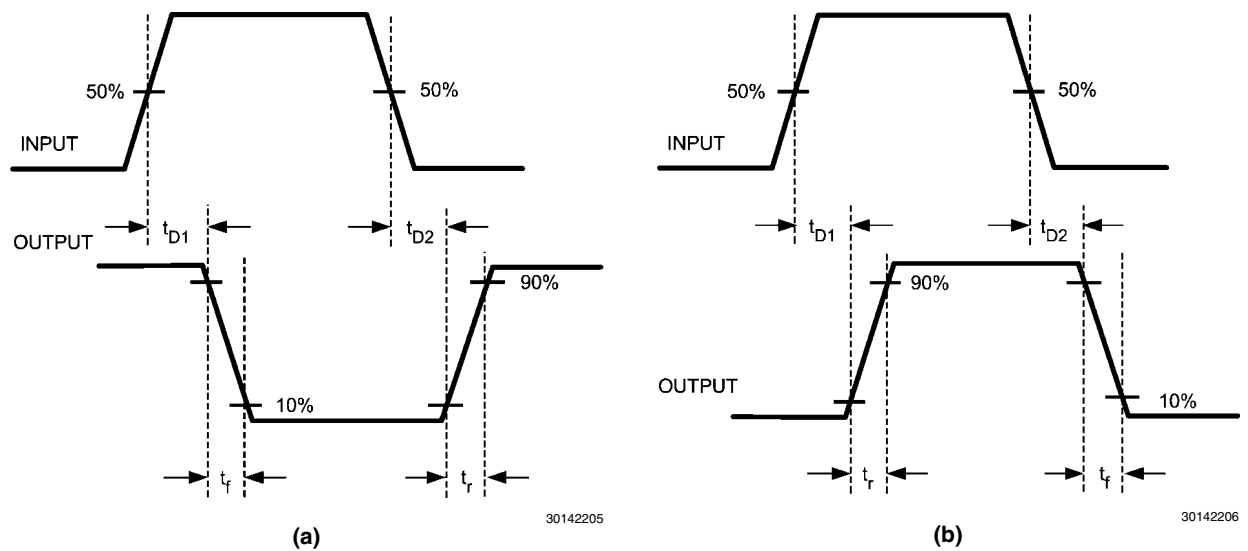 50%
50%
INPUT
tD1
tD2
OUTPUT
90%
10%
tf
tr
30142205
(a)
50%
50%
INPUT
tD1
tD2
90%
OUTPUT
10%
tr
tf
30142206
(b)